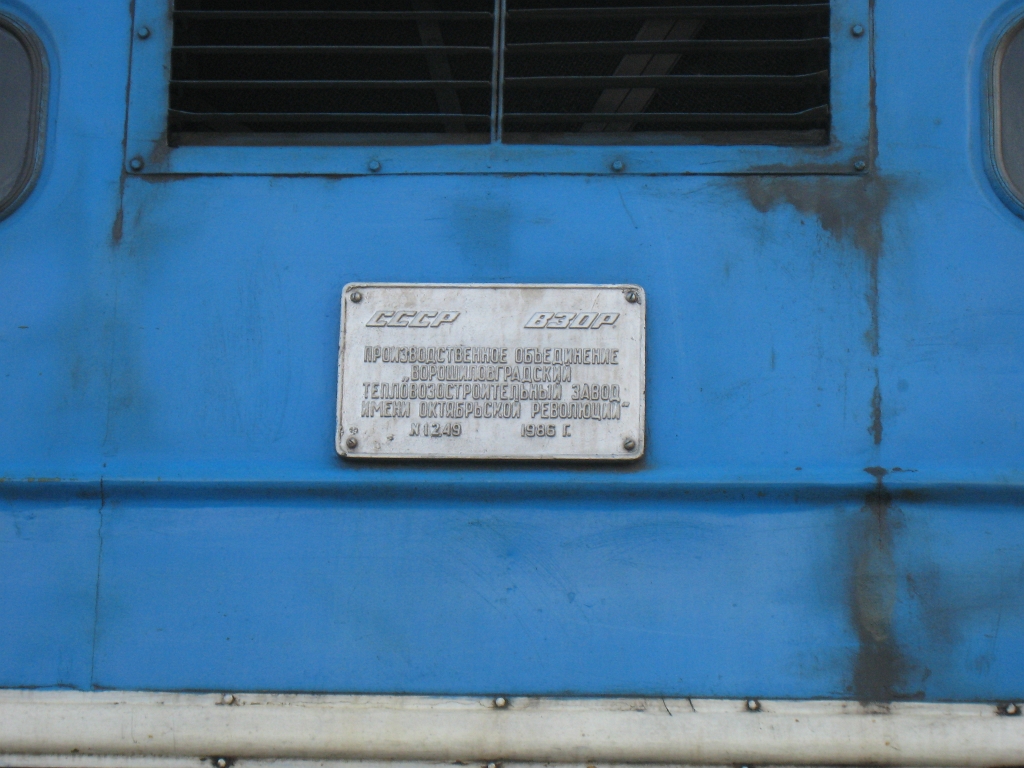 СССР ВЗОР
ПРОИЗВОДСТВЕННОЕ ОБЪЕДИНЕНИЕ
„ВОРОШИЛОВГРАДСКИЙ
ТЕПЛОВОЗОСТРОИТЕЛЬНЫЙ ЗАВОД
ИМЕНИ ОКТЯБРЬСКОЙ РЕВОЛЮЦИИ“
№1249 1986 Г.